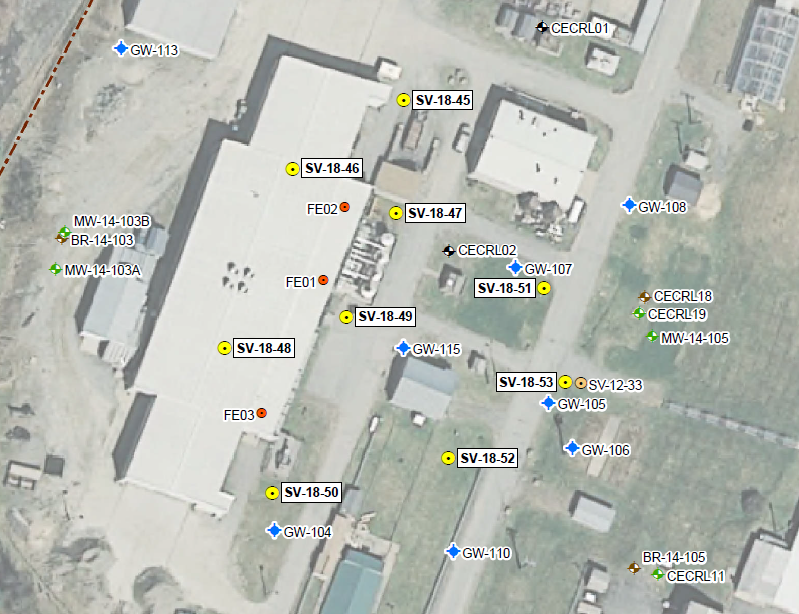 CECRL01
GW-113
SV-18-45
SV-18-46
FE02
SV-18-47
GW-108
MW-14-103B
BR-14-103
CECRL02
MW-14-103A
GW-107
FE01
SV-18-51
CECRL18
CECRL19
SV-18-49
MW-14-105
SV-18-48
GW-115
SV-18-53
SV-12-33
GW-105
FE03
GW-106
SV-18-52
SV-18-50
GW-104
GW-110
BR-14-105
CECRL11